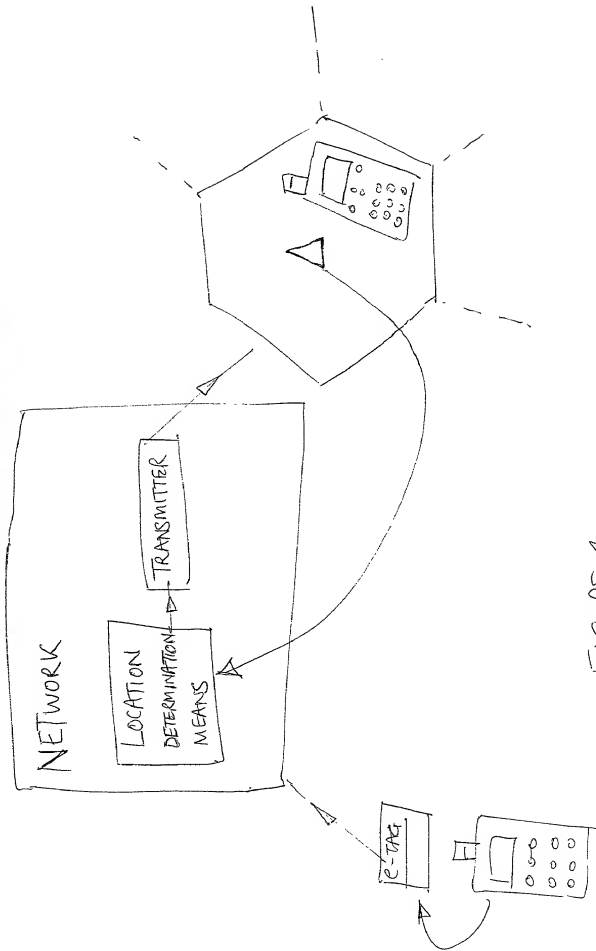 NETWORK
LOCATION
DETERMINATION
MEANS
TRANSMITTER
e-TAG